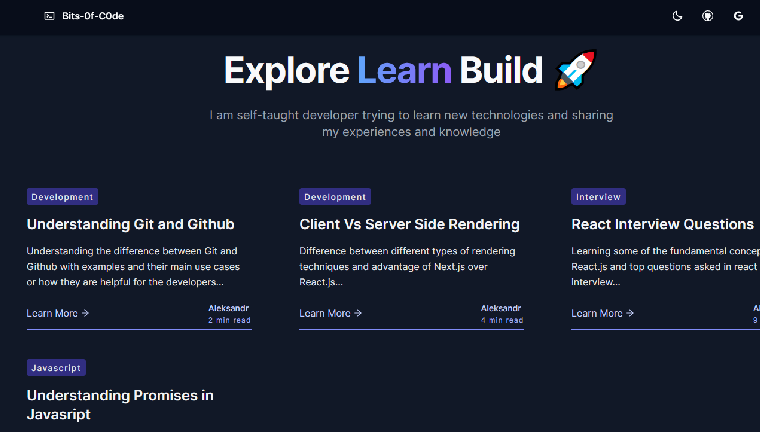 Bits-0f-C0de
Explore Learn Build
I am self-taught developer trying to learn new technologies and sharing
my experiences and knowledge
Development
Understanding Git and Github
Understanding the difference between Git and
Github with examples and their main use cases
or how they are helpful for the developers...
Learn More →
Aleksandr
2 min read
Development
Client Vs Server Side Rendering
Difference between different types of rendering
techniques and advantage of Next.js over
React.js...
Learn More →
Aleksandr
4 min read
Interview
React Interview Questions
Learning some of the fundamental
React.js and top questions asked in react
Interview...
Learn More →
9
Javascript
Understanding Promises in
Javasript